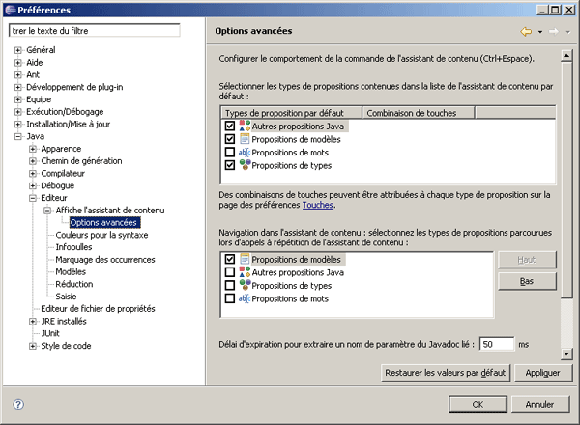 Préférences
trer le texte du filtre
Général
Aide
Ant
Développement de plug-in
Equipe
Exécution/Débogage
Installation/Mise à jour
Java
Apparence
Chemin de génération
Compilateur
Débogue
Editeur
Affiche l'assistant de contenu
Options avancées
Couleurs pour la syntaxe
Infobulles
Marquage des occurrences
Modèles
Réduction
Saisie
Editeur de fichier de propriétés
JRE installés
JUnit
Style de code
Options avancées
Configurer le comportement de la commande de l'assistant de contenu (Ctrl+Espace).
Sélectionner les types de propositions contenues dans la liste de l'assistant de contenu par
défaut :
Types de proposition par défaut Combinaison de touches
Autres propositions Java
Propositions de modèles
Propositions de mots
Propositions de types
Des combinaisons de touches peuvent être attribuées à chaque type de proposition sur la
page des préférences Touches.
Navigation dans l'assistant de contenu : sélectionnez les types de propositions parcourues
lors d'appels à répétition de l'assistant de contenu :
Propositions de modèles
Autres propositions Java
Propositions de types
Propositions de mots
Haut
Bas
Délai d'expiration pour extraire un nom de paramètre du Javadoc lié : 50 ms
Restaurer les valeurs par défaut Appliquer
OK Annuler